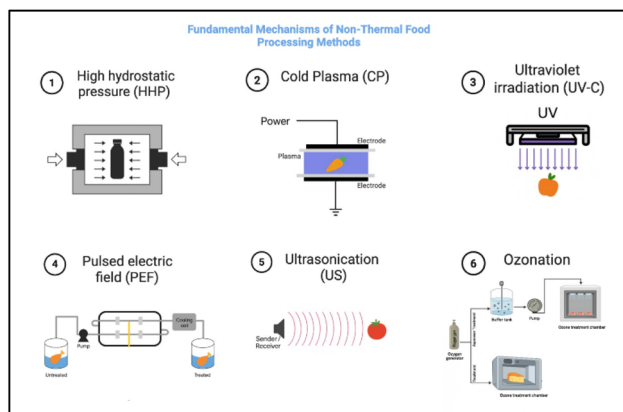 Fundamental Mechanisms of Non-Thermal Food
Processing Methods
1
High hydrostatic
pressure (HHP)
2
Cold Plasma (CP)
Power
Electrode
Plasma
Electrode
3
Ultraviolet
irradiation (UV-C)
UV
4
Pulsed electric
field (PEF)
Pump
Cooling
Untreated
Treated
5
Ultrasonication
(US)
Sender/
Receiver
6
Ozonation
Buffer tank
Pump
Ozone treatment chamber
Oxygen
generator
Treatment
Ozone treatment chamber